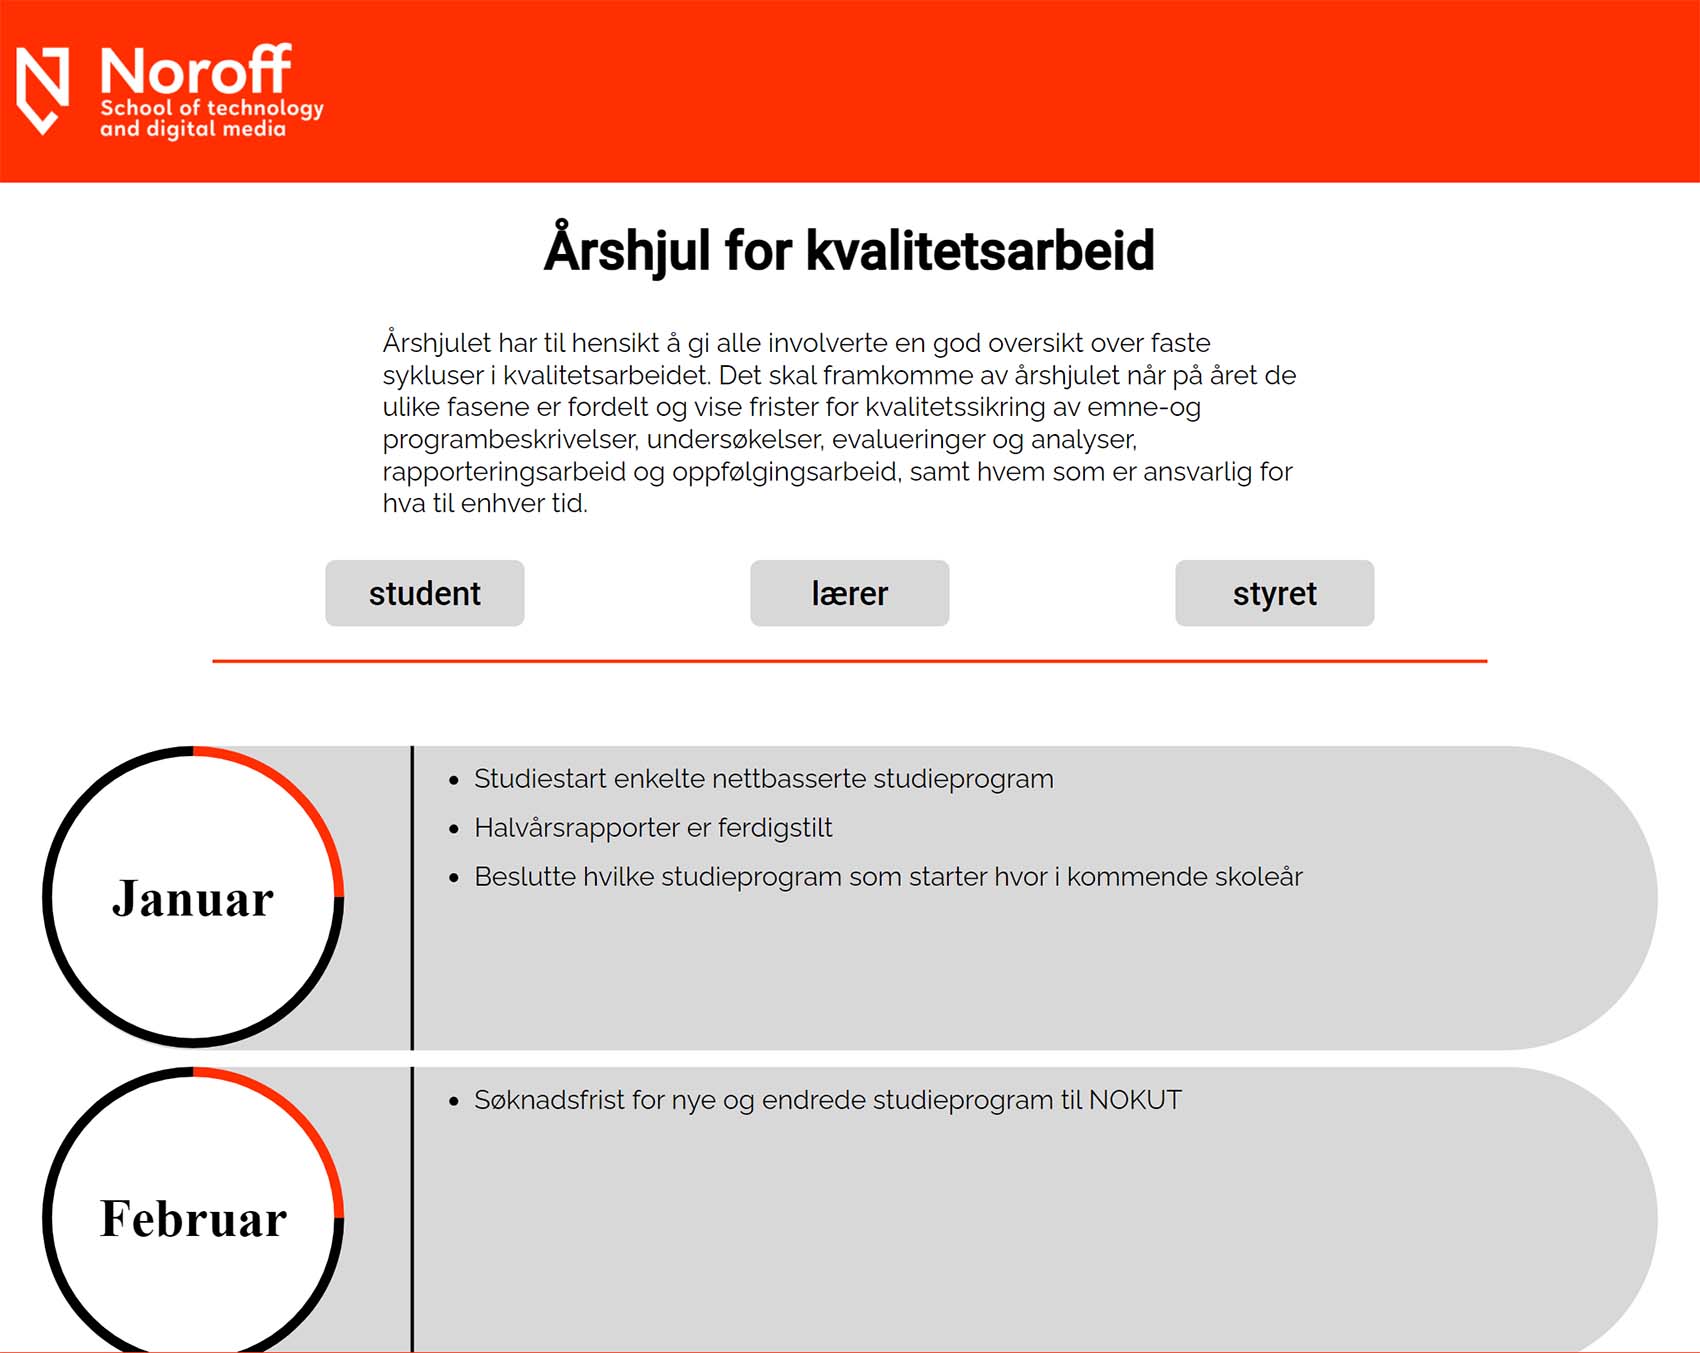 Noroff
School of technology
and digital media
Årshjul for kvalitetsarbeid
Årshjulet har til hensikt å gi alle involverte en god oversikt over faste
sykluser i kvalitetsarbeidet. Det skal framkomme av årshjulet når på året de
ulike fasene er fordelt og vise frister for kvalitetssikring av emne-og
programbeskrivelser, undersøkelser, evalueringer og analyser,
rapporteringsarbeid og oppfølgingsarbeid, samt hvem som er ansvarlig for
hva til enhver tid.
student
lærer
styret
Januar
• Studiestart enkelte nettbasserte studieprogram
• Halvårsrapporter er ferdigstilt
• Beslutte hvilke studieprogram som starter hvor i kommende skoleår
Februar
• Søknadsfrist for nye og endrede studieprogram til NOKUT